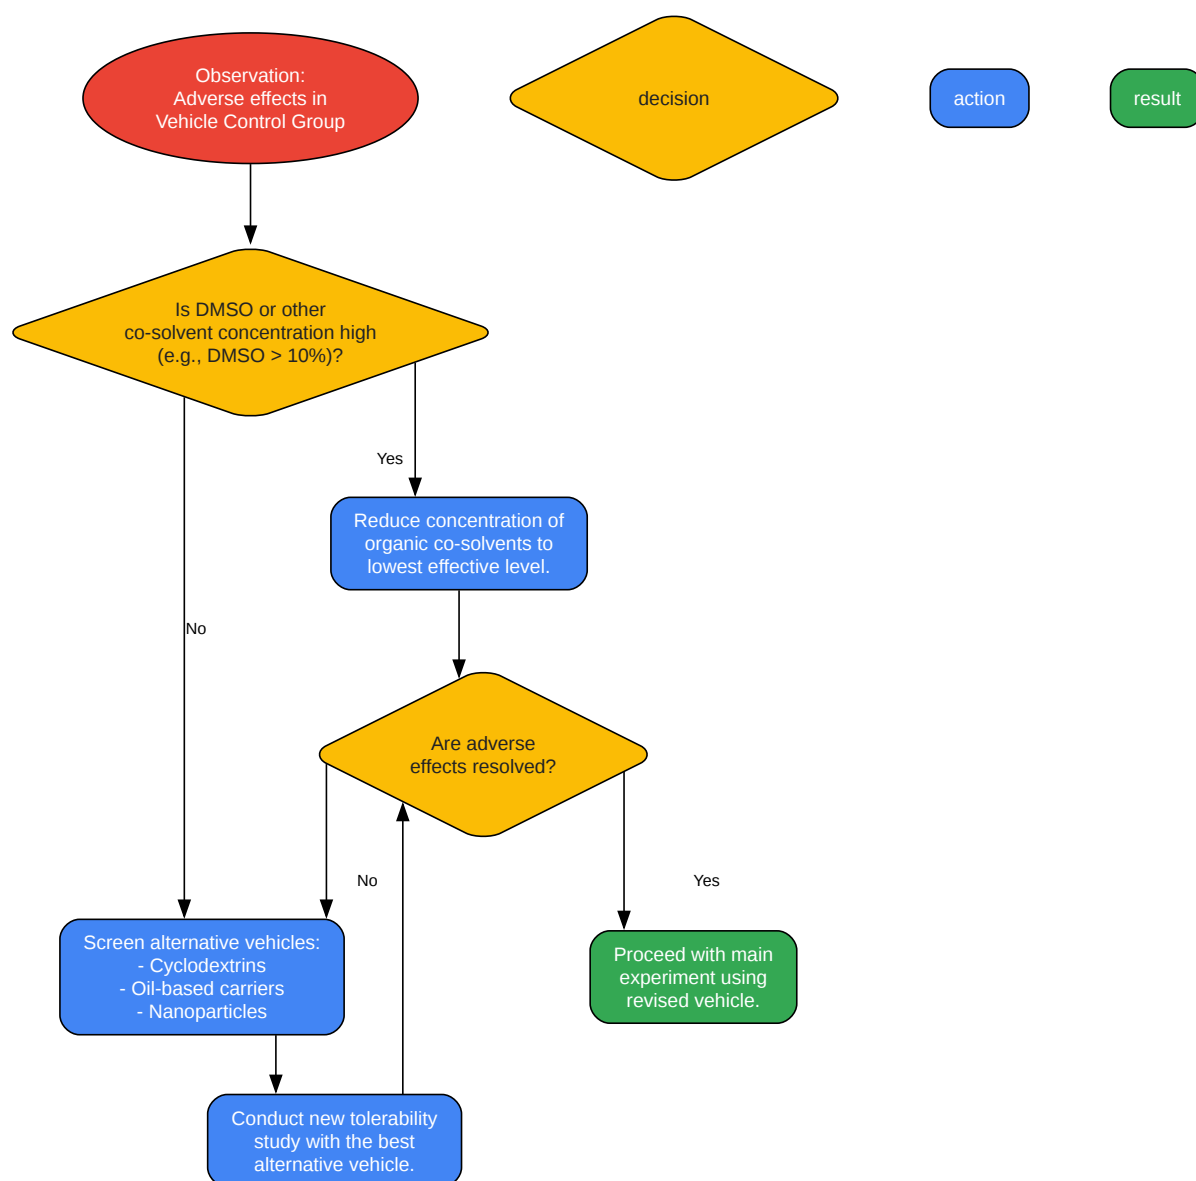 Observation:
Adverse effects in
Vehicle Control Group
decision
action
result
Is DMSO or other
co-solvent concentration high
(e.g., DMSO > 10%)?
Yes
Reduce concentration of
organic co-solvents to
lowest effective level.
No
Are adverse
effects resolved?
No
Yes
Screen alternative vehicles:
- Cyclodextrins
- Oil-based carriers
- Nanoparticles
Proceed with main
experiment using
revised vehicle.
Conduct new tolerability
study with the best
alternative vehicle.